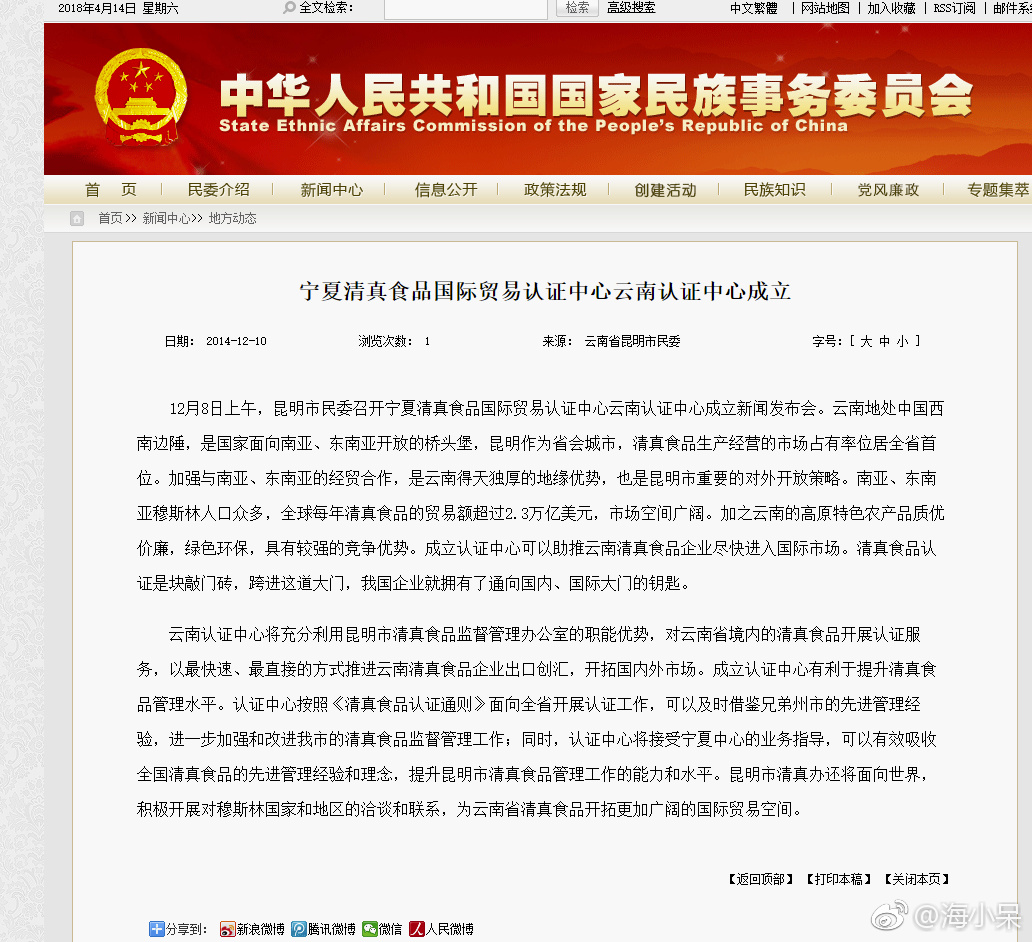 2018年4月14日 星期六 全文检索： 检索 高级搜索 中文繁體 | 网站地图 | 加入收藏 | RSS订阅 | 邮件系
中华人民共和国国家民族事务委员会
State Ethnic Affairs Commission of the People's Republic of China
首 页 | 民委介绍 | 新闻中心 | 信息公开 | 政策法规 | 创建活动 | 民族知识 | 党风廉政 | 专题集萃
首页>> 新闻中心>> 地方动态
宁夏清真食品国际贸易认证中心云南认证中心成立
日期： 2014-12-10 浏览次数： 1 来源： 云南省昆明市民委 字号：[ 大 中 小 ]
12月8日上午，昆明市民委召开宁夏清真食品国际贸易认证中心云南认证中心成立新闻发布会。云南地处中国西
南边陲，是国家面向南亚、东南亚开放的桥头堡，昆明作为省会城市，清真食品生产经营的市场占有率位居全省首
位。加强与南亚、东南亚的经贸合作，是云南得天独厚的地缘优势，也是昆明市重要的对外开放策略。南亚、东南
亚穆斯林人口众多，全球每年清真食品的贸易额超过2.3万亿美元，市场空间广阔。加之云南的高原特色农产品质优
价廉，绿色环保，具有较强的竞争优势。成立认证中心可以助推云南清真食品企业尽快进入国际市场。清真食品认
证是块敲门砖，跨进这道大门，我国企业就拥有了通向国内、国际大门的钥匙。
云南认证中心将充分利用昆明市清真食品监督管理办公室的职能优势，对云南省境内的清真食品开展认证服
务，以最快速、最直接的方式推进云南清真食品企业出口创汇，开拓国内外市场。成立认证中心有利于提升清真食
品管理水平。认证中心按照《清真食品认证通则》面向全省开展认证工作，可以及时借鉴兄弟州市的先进管理经
验，进一步加强和改进我市的清真食品监督管理工作；同时，认证中心将接受宁夏中心的业务指导，可以有效吸收
全国清真食品的先进管理经验和理念，提升昆明市清真食品管理工作的能力和水平。昆明市清真办还将面向世界，
积极开展对穆斯林国家和地区的洽谈和联系，为云南省清真食品开拓更加广阔的国际贸易空间。
【返回顶部】 【打印本稿】 【关闭本页】
分享到： 新浪微博 腾讯微博 微信 人民微博
@海小呆